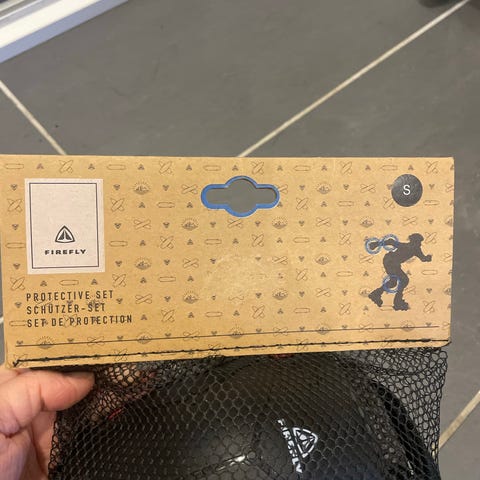 S
FIREFLY
PROTECTIVE SET
SCHÜTZER-SET
SET DE PROTECTION
FIREFLY